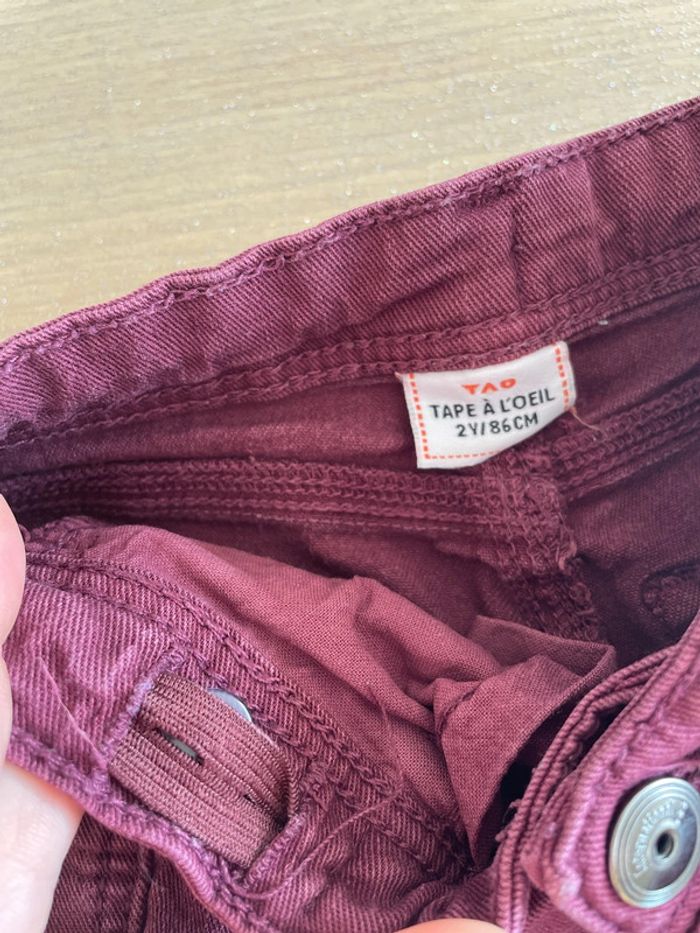 TAO
TAPE À L'OEIL
2Y/86CM